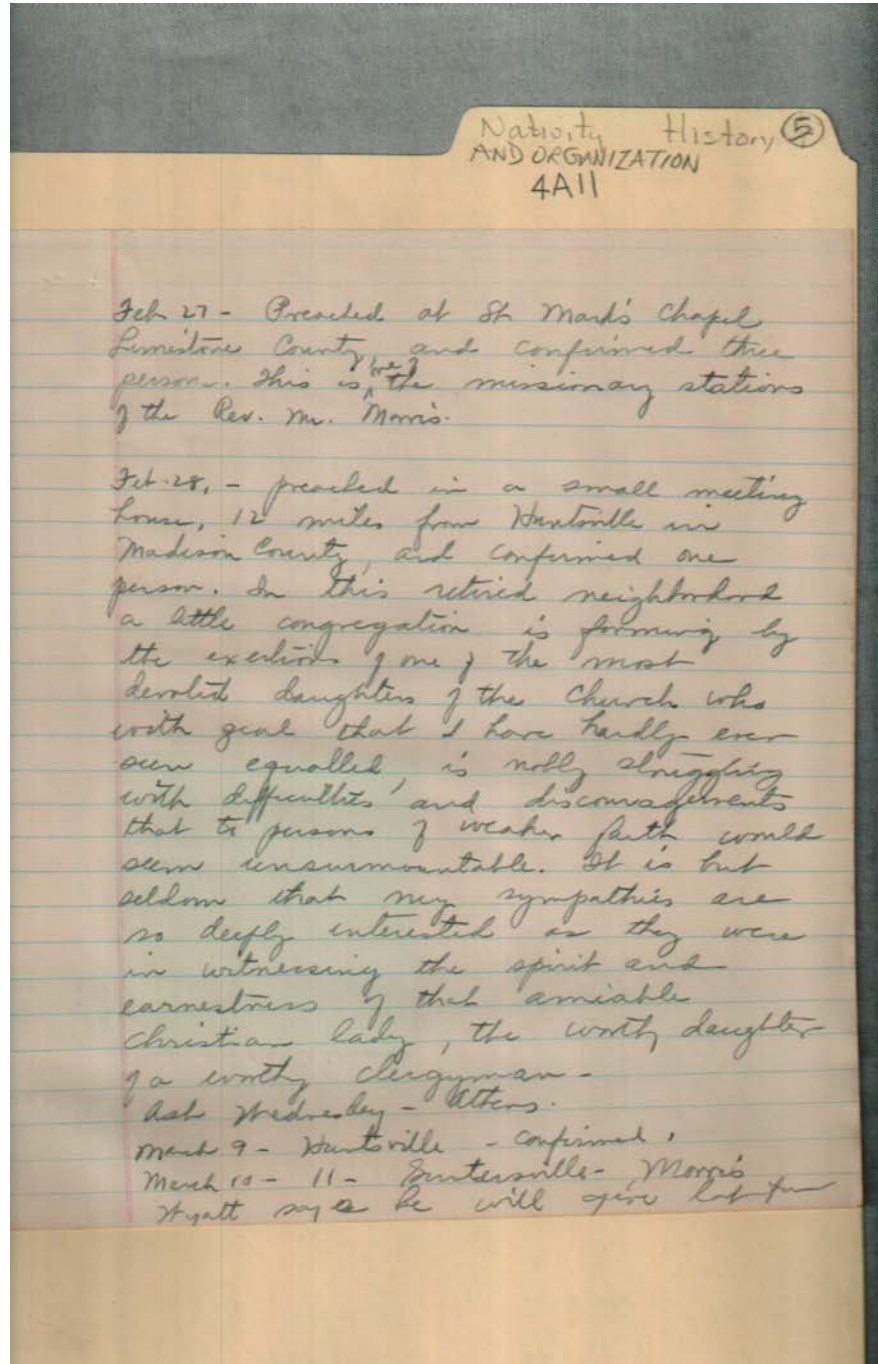 Nativity History 5
AND ORGANIZATION
4A11
Feb 27 - Preached at St Mark's Chapel
Limestone County, and confirmed three
person. This is one of the missionary stations
of the Rev. Mr. Morris.
Feb. 28, - preached in a small meeting
house, 12 miles from Huntsville in
Madison County, and confirmed one
person. In this retired neighborhood
a little congregation is forming by
the exertions of one of the most
devoted daughters of the Church who
with zeal that I have hardly ever
seen equalled, is nobly struggling
with difficulties and discouragements
that to persons of weaker faith would
seem unsurmountable. It is but
seldom that my sympathies are
so deeply interested as they were
in witnessing the spirit and
earnestness of that amiable
Christian lady, the worthy daughter
of a worthy clergyman -
Ash Wednesday - Athens.
March 9 - Huntsville - confirmed 1
March 10 - 11 - Guntersville - Morris
Wyatt says he will give lot for